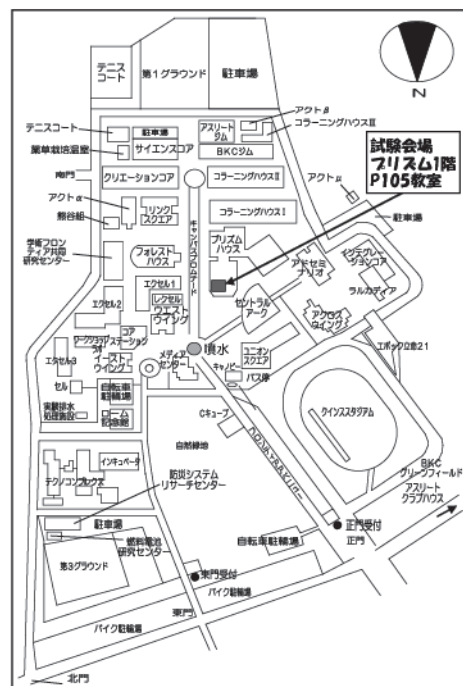 テニス
コート
第1グラウンド
駐車場
N
テニスコート
駐車場
アスリート
ジム
アクトβ
コラーニングハウスⅢ
薬草栽培温室
サイエンスコア
BKCジム
試験会場
プリズム1階
P105教室
南門
クリエーションコア
コラーニングハウスⅡ
アクトμ
アクトα
熊谷組
リンク
スクエア
コラーニングハウスⅠ
駐車場
学術フロン
ティア共同
研究センター
フォレスト
ハウス
キャンパスプロムナード
プリズム
ハウス
アドセミ
ナリオ
インテグレー
ションコア
ラルカディア
エクセル1
レクセル
ウエスト
ウイング
セントラル
アーク
アクロス
ウイング
エクセル2
コア
ステーション
ワークショップ
ラボ
イースト
ウイング
エクセル3
メディア
センター
噴水
ユニオン
スクエア
キャノピー
バス停
エポック立命21
セル
自転車
駐輪場
実験排水
処理施設
ローム
記念館
Cキューブ
クインススタジアム
自然緑地
テクノコンプレクス
インキュベータ
防災システム
リサーチセンター
BKC
グリーンフィールド
アスリート
クラブハウス
駐車場
燃料電池
研究センター
第3グラウンド
自転車駐輪場
正門受付
正門
東門受付
バイク駐輪場
東門
バイク駐輪場
北門